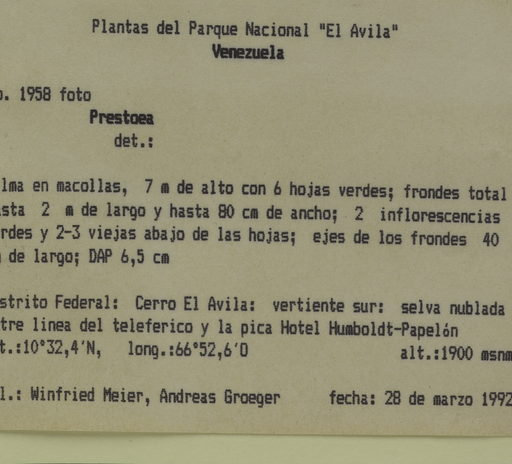 Plantas del Parque Nacional "El Avila"
Venezuela
o. 1958 foto
Prestoea
det.:
lma en macollas, 7 m de alto con 6 hojas verdes; frondes total
sta 2 m de largo y hasta 80 cm de ancho; 2 inflorescencias
rdes y 2-3 viejas abajo de las hojas; ejes de los frondes 40
de largo; DAP 6,5 cm
strito Federal: Cerro El Avila: vertiente sur: selva nublada
tre linea del teleferico y la pica Hotel Humboldt-Papelón
t.:10°32,4'N, long.:66°52,6'O alt.:1900 msnm
l.: Winfried Meier, Andreas Groeger fecha: 28 de marzo 1992